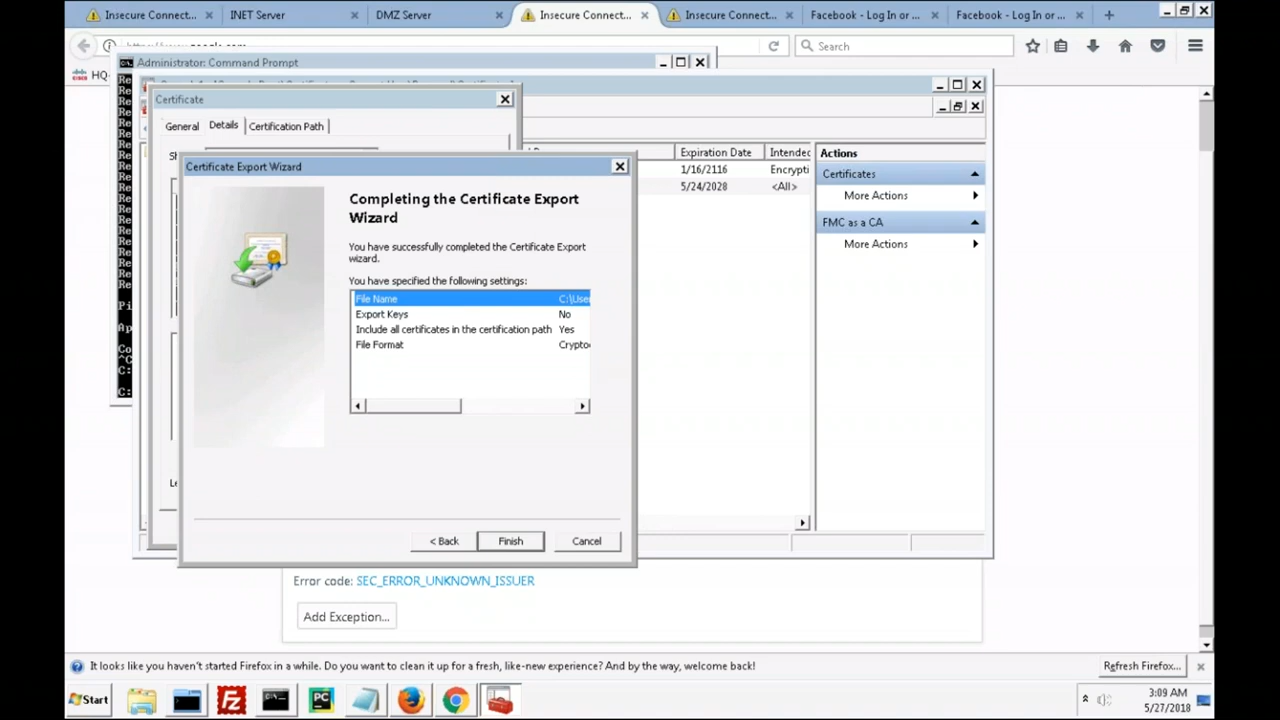 Insecure Connect...
INET Server
DMZ Server
Insecure Connect...
Insecure Connect...
Facebook - Log In or ...
Facebook - Log In or ...
Search
HQ
Administrator: Command Prompt
Certificate
General
Details
Certification Path
Certificate Export Wizard
Completing the Certificate Export
Wizard
You have successfully completed the Certificate Export
wizard.
You have specified the following settings:
File Name C:\User
Export Keys No
Include all certificates in the certification path Yes
File Format Crypto
< Back
Finish
Cancel
Expiration Date
Intended
1/16/2116 Encrypti
5/24/2028 <All>
Actions
Certificates
More Actions
FMC as a CA
More Actions
Error code: SEC_ERROR_UNKNOWN_ISSUER
Add Exception...
It looks like you haven't started Firefox in a while. Do you want to clean it up for a fresh, like-new experience? And by the way, welcome back!
Refresh Firefox...
Start
PC
3:09 AM
5/27/2018